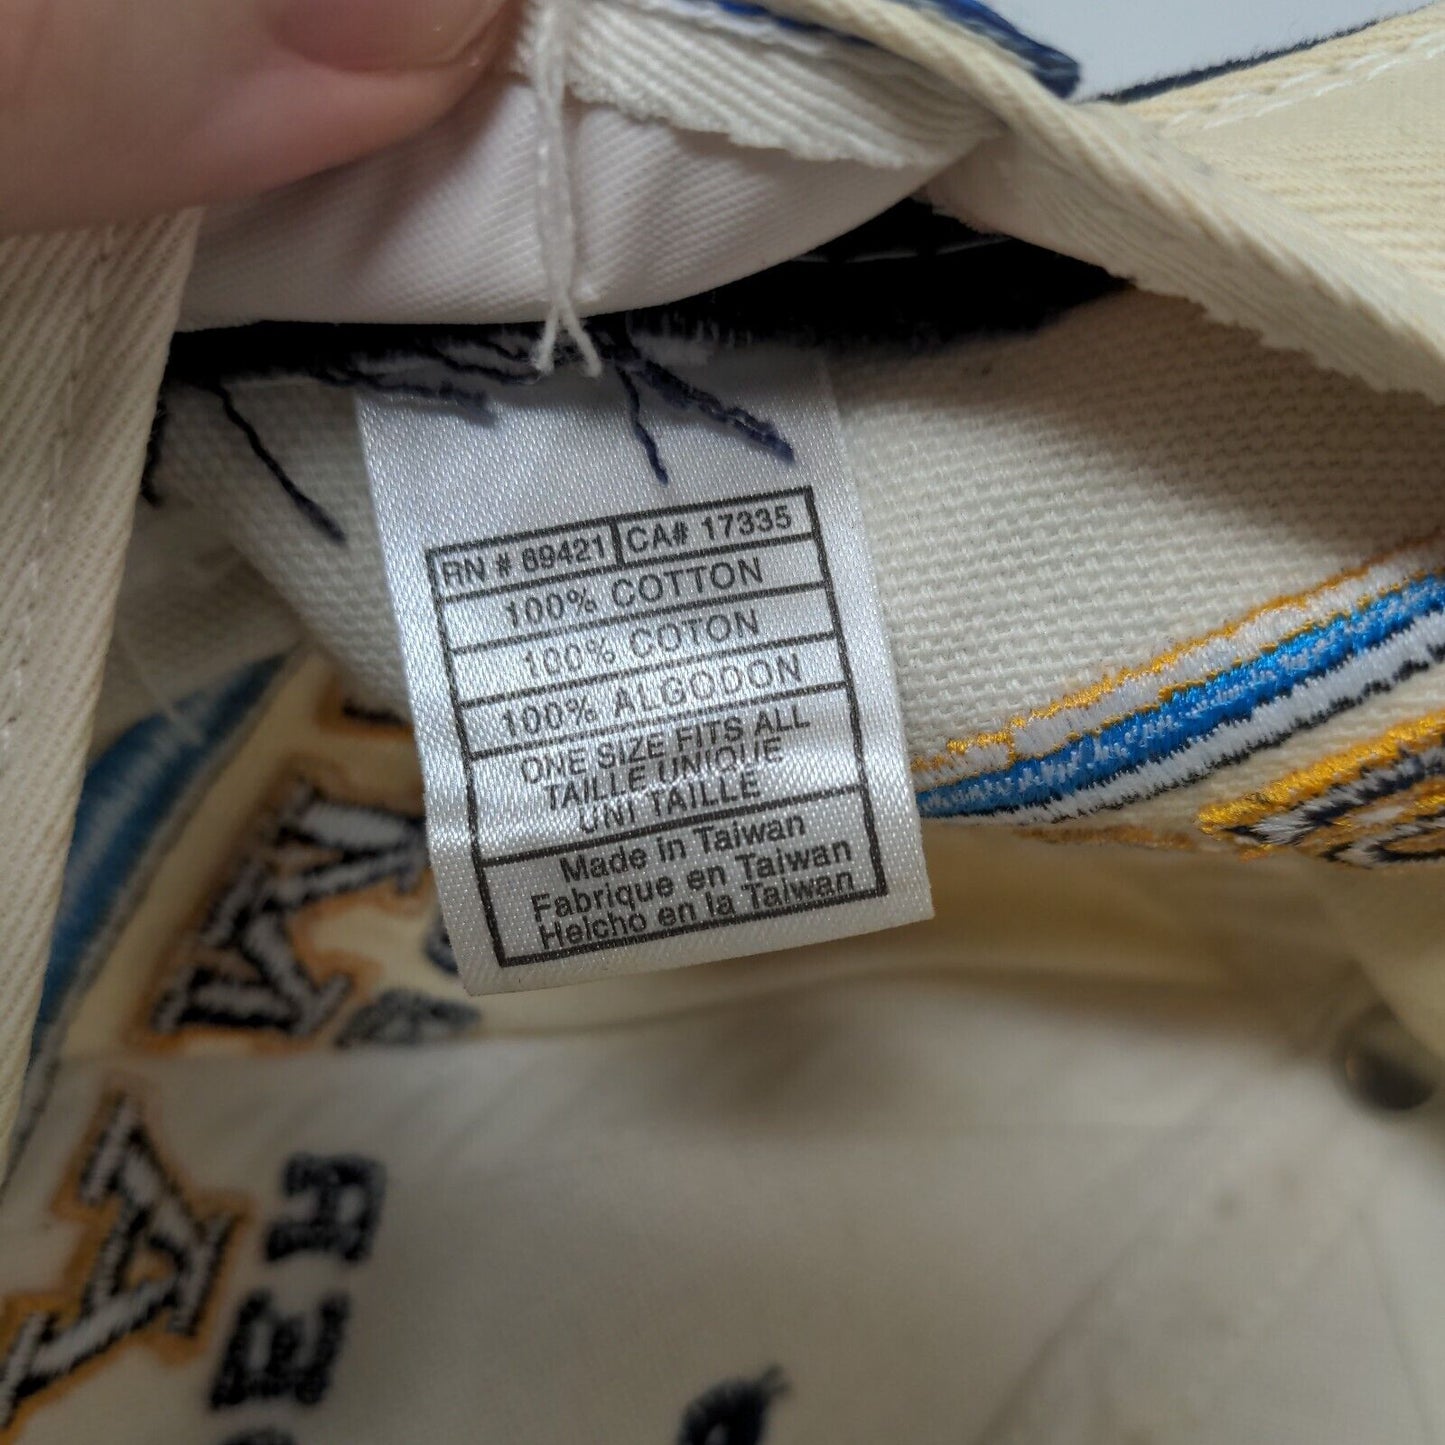 RN # 69421 CA# 17335
100% COTTON
100% COTON
100% ALGODON
ONE SIZE FITS ALL
TAILLE UNIQUE
UNI TAILLE
Made in Taiwan
Fabrique en Taiwan
Helcho en la Taiwan